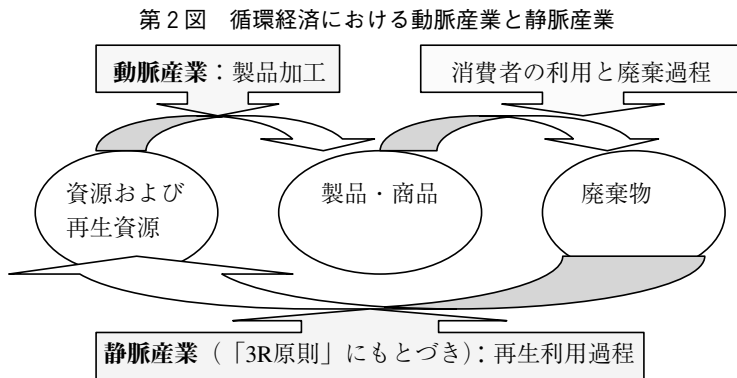 第2図　循環経済における動脈産業と静脈産業
動脈産業：製品加工
消費者の利用と廃棄過程
資源および
再生資源
製品・商品
廃棄物
静脈産業（「3R原則」にもとづき）：再生利用過程